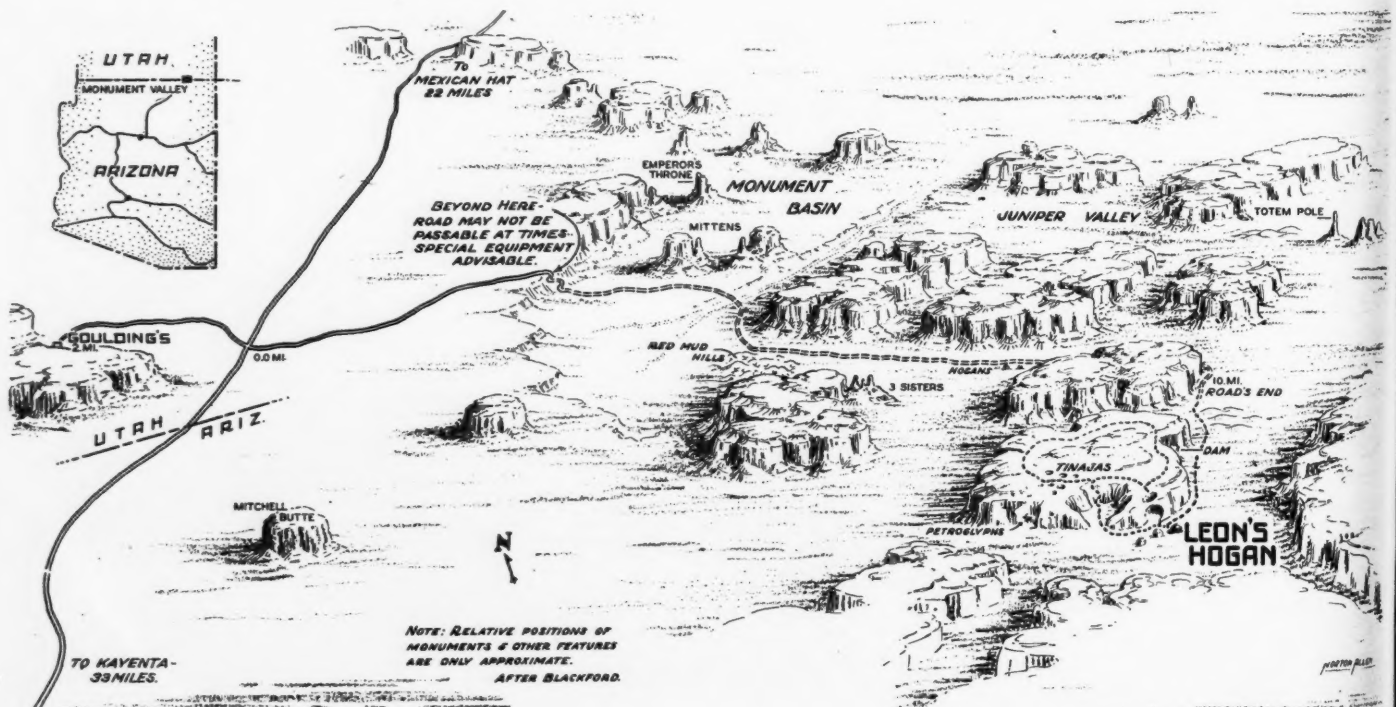 UTAH.
MONUMENT VALLEY
ARIZONA
TO
MEXICAN HAT
22 MILES
BEYOND HERE-
ROAD MAY NOT BE
PASSABLE AT TIMES-
SPECIAL EQUIPMENT
ADVISABLE.
EMPEROR'S
THRONE
MONUMENT
BASIN
MITTENS
JUNIPER VALLEY
TOTEM POLE
GOULDING'S
2 MI.
0.0 MI.
RED MUD
HILLS
HOGANS
3 SISTERS
10. MI.
ROAD'S END
UTAH
ARIZ.
DAM
TINAJAS
PETROGLYPHS
LEON'S
HOGAN
MITCHELL
BUTTE
N
NOTE: RELATIVE POSITIONS OF
MONUMENTS & OTHER FEATURES
ARE ONLY APPROXIMATE.
AFTER BLACKFORD.
TO KAYENTA-
33 MILES.
NORTON ALLEN